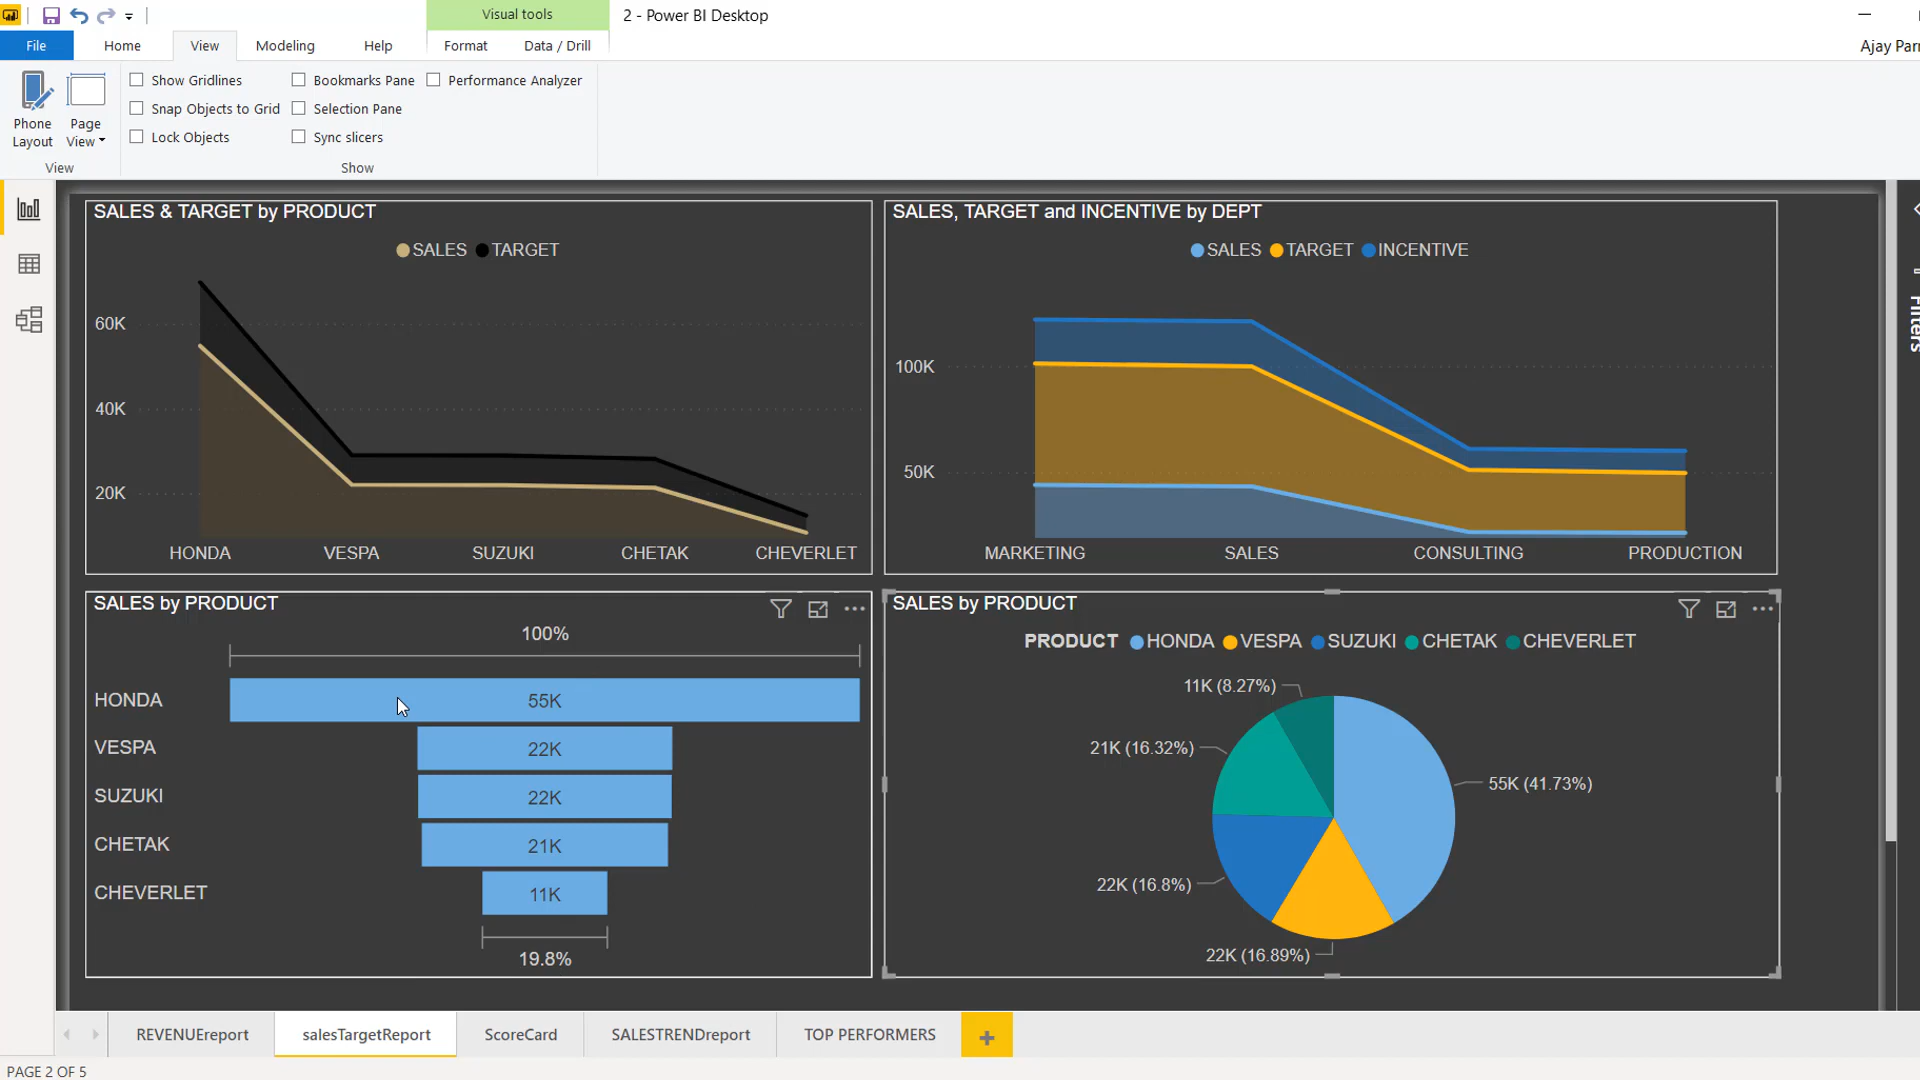 Visual tools
2 - Power BI Desktop
File
Home
View
Modeling
Help
Format
Data / Drill
Ajay Parr
Phone
Layout
Page
View
Show Gridlines
Snap Objects to Grid
Lock Objects
Bookmarks Pane
Selection Pane
Sync slicers
Performance Analyzer
View
Show
SALES & TARGET by PRODUCT
SALES TARGET
60K
40K
20K
HONDA VESPA SUZUKI CHETAK CHEVERLET
SALES, TARGET and INCENTIVE by DEPT
SALES TARGET INCENTIVE
100K
50K
MARKETING SALES CONSULTING PRODUCTION
Filters
SALES by PRODUCT
100%
HONDA 55K
VESPA 22K
SUZUKI 22K
CHETAK 21K
CHEVERLET 11K
19.8%
SALES by PRODUCT
PRODUCT HONDA VESPA SUZUKI CHETAK CHEVERLET
11K (8.27%)
21K (16.32%)
55K (41.73%)
22K (16.8%)
22K (16.89%)
REVENUEreport
salesTargetReport
ScoreCard
SALESTRENDreport
TOP PERFORMERS
PAGE 2 OF 5